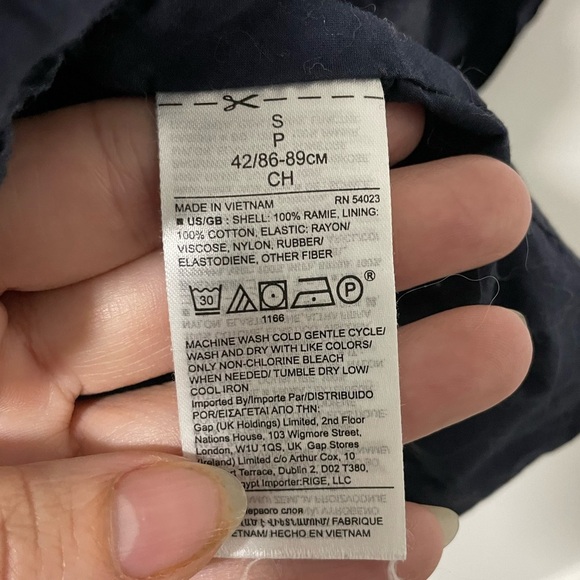 S
P
42/86-89CM
CH
MADE IN VIETNAM RN 54023
US/GB : SHELL: 100% RAMIE, LINING:
100% COTTON, ELASTIC: RAYON/
VISCOSE, NYLON, RUBBER/
ELASTODIENE, OTHER FIBER
30 P ®
1166
MACHINE WASH COLD GENTLE CYCLE/
WASH AND DRY WITH LIKE COLORS/
ONLY NON-CHLORINE BLEACH
WHEN NEEDED/ TUMBLE DRY LOW/
COOL IRON
Imported By/Importe Par/DISTRIBUIDO
POR/ΕΙΣΑΓΕΤΑΙ ΑΠΟ ΤΗΝ:
Gap (UK Holdings) Limited, 2nd Floor
Nations House, 103 Wigmore Street,
London, W1U 1QS, UK Gap Stores
(Ireland) Limited c/o Arthur Cox, 10
Terrace, Dublin 2, D02 T380,
Importer:RIGE, LLC
слоя
FABRIQUE
HECHO EN VIETNAM